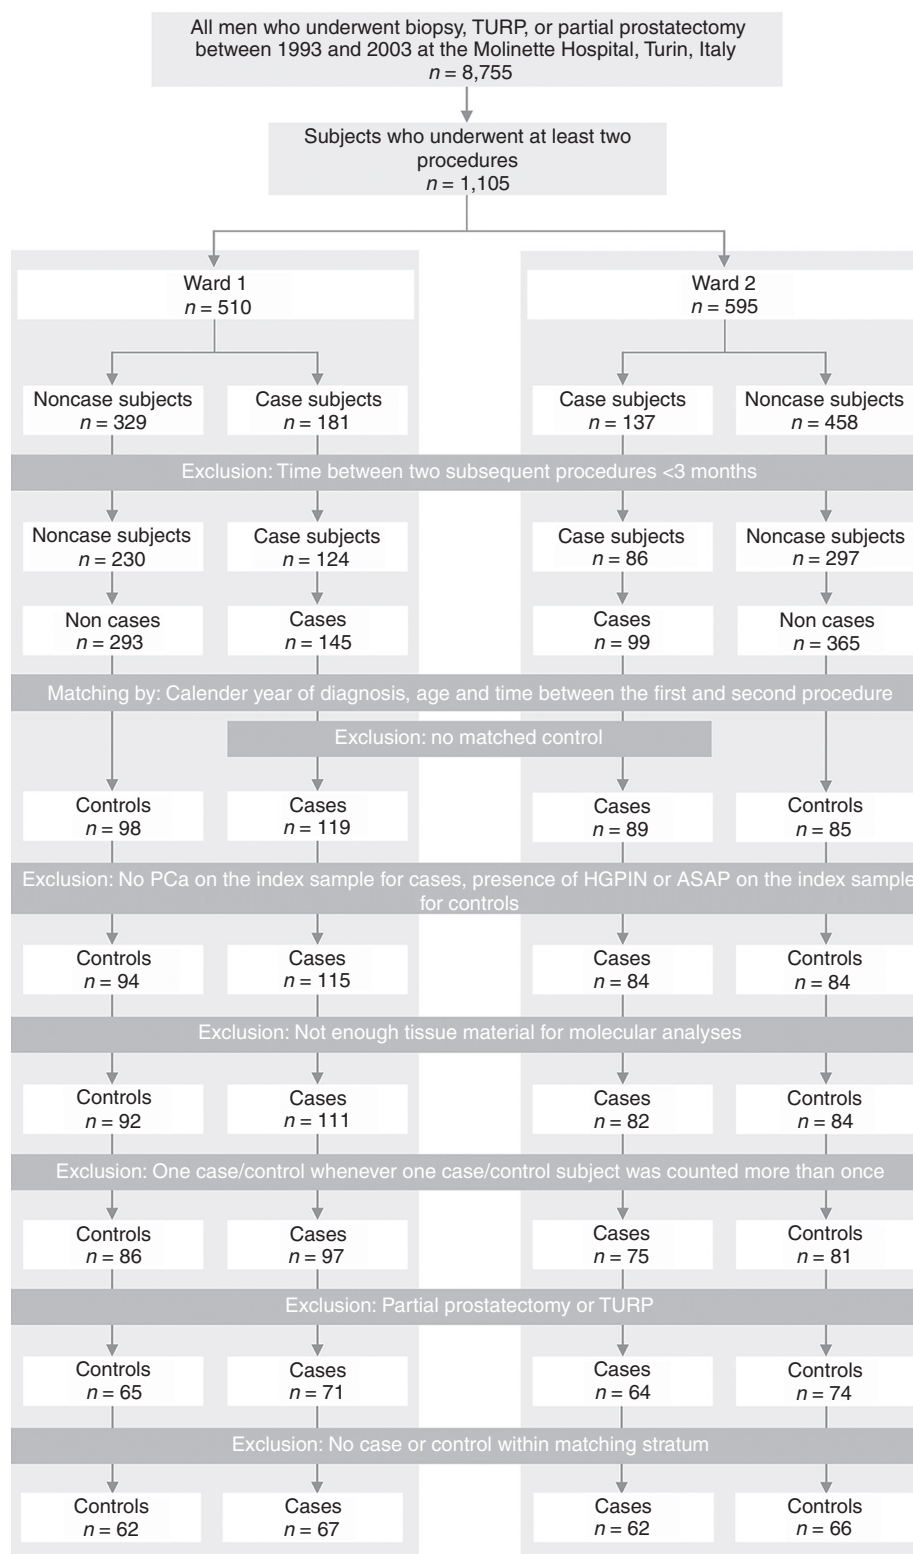 All men who underwent biopsy, TURP, or partial prostatectomy
between 1993 and 2003 at the Molinette Hospital, Turin, Italy
n = 8,755
Subjects who underwent at least two
procedures
n = 1,105
Ward 1
n = 510
Ward 2
n = 595
Noncase subjects
n = 329
Case subjects
n = 181
Case subjects
n = 137
Noncase subjects
n = 458
Exclusion: Time between two subsequent procedures <3 months
Noncase subjects
n = 230
Case subjects
n = 124
Case subjects
n = 86
Noncase subjects
n = 297
Non cases
n = 293
Cases
n = 145
Cases
n = 99
Non cases
n = 365
Matching by: Calender year of diagnosis, age and time between the first and second procedure
Exclusion: no matched control
Controls
n = 98
Cases
n = 119
Cases
n = 89
Controls
n = 85
Exclusion: No PCa on the index sample for cases, presence of HGPIN or ASAP on the index sample
for controls
Controls
n = 94
Cases
n = 115
Cases
n = 84
Controls
n = 84
Exclusion: Not enough tissue material for molecular analyses
Controls
n = 92
Cases
n = 111
Cases
n = 82
Controls
n = 84
Exclusion: One case/control whenever one case/control subject was counted more than once
Controls
n = 86
Cases
n = 97
Cases
n = 75
Controls
n = 81
Exclusion: Partial prostatectomy or TURP
Controls
n = 65
Cases
n = 71
Cases
n = 64
Controls
n = 74
Exclusion: No case or control within matching stratum
Controls
n = 62
Cases
n = 67
Cases
n = 62
Controls
n = 66